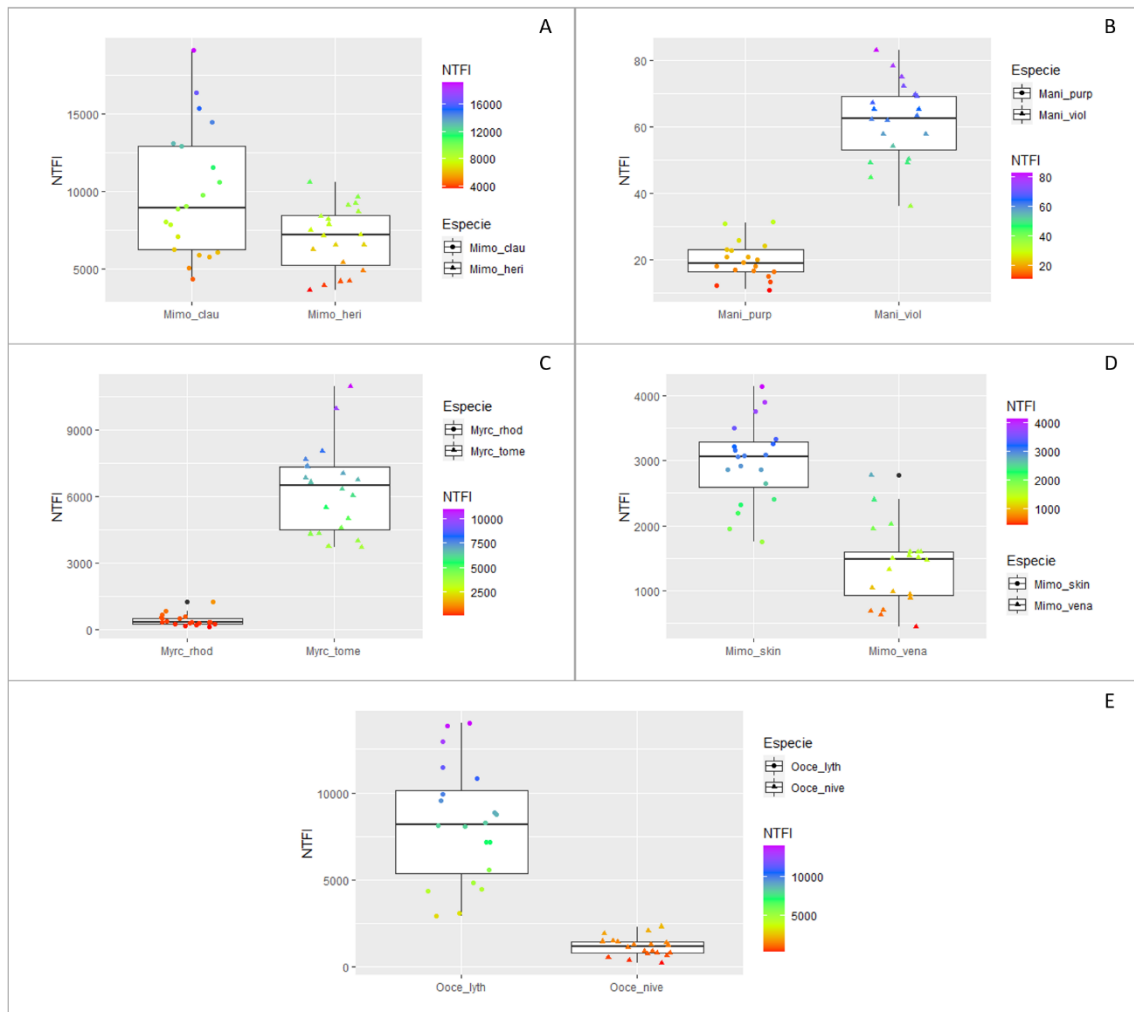 A
NTFI
15000
10000
5000
Mimo_clau
Mimo_heri
NTFI
16000
12000
8000
4000
Especie
Mimo_clau
Mimo_heri
B
NTFI
80
60
40
20
Mani_purp
Mani_viol
Especie
Mani_purp
Mani_viol
NTFI
80
60
40
20
C
NTFI
9000
6000
3000
0
Myrc_rhod
Myrc_tome
Especie
Myrc_rhod
Myrc_tome
NTFI
10000
7500
5000
2500
D
NTFI
4000
3000
2000
1000
Mimo_skin
Mimo_vena
NTFI
4000
3000
2000
1000
Especie
Mimo_skin
Mimo_vena
E
NTFI
10000
5000
0
Ooce_lyth
Ooce_nive
Especie
Ooce_lyth
Ooce_nive
NTFI
10000
5000